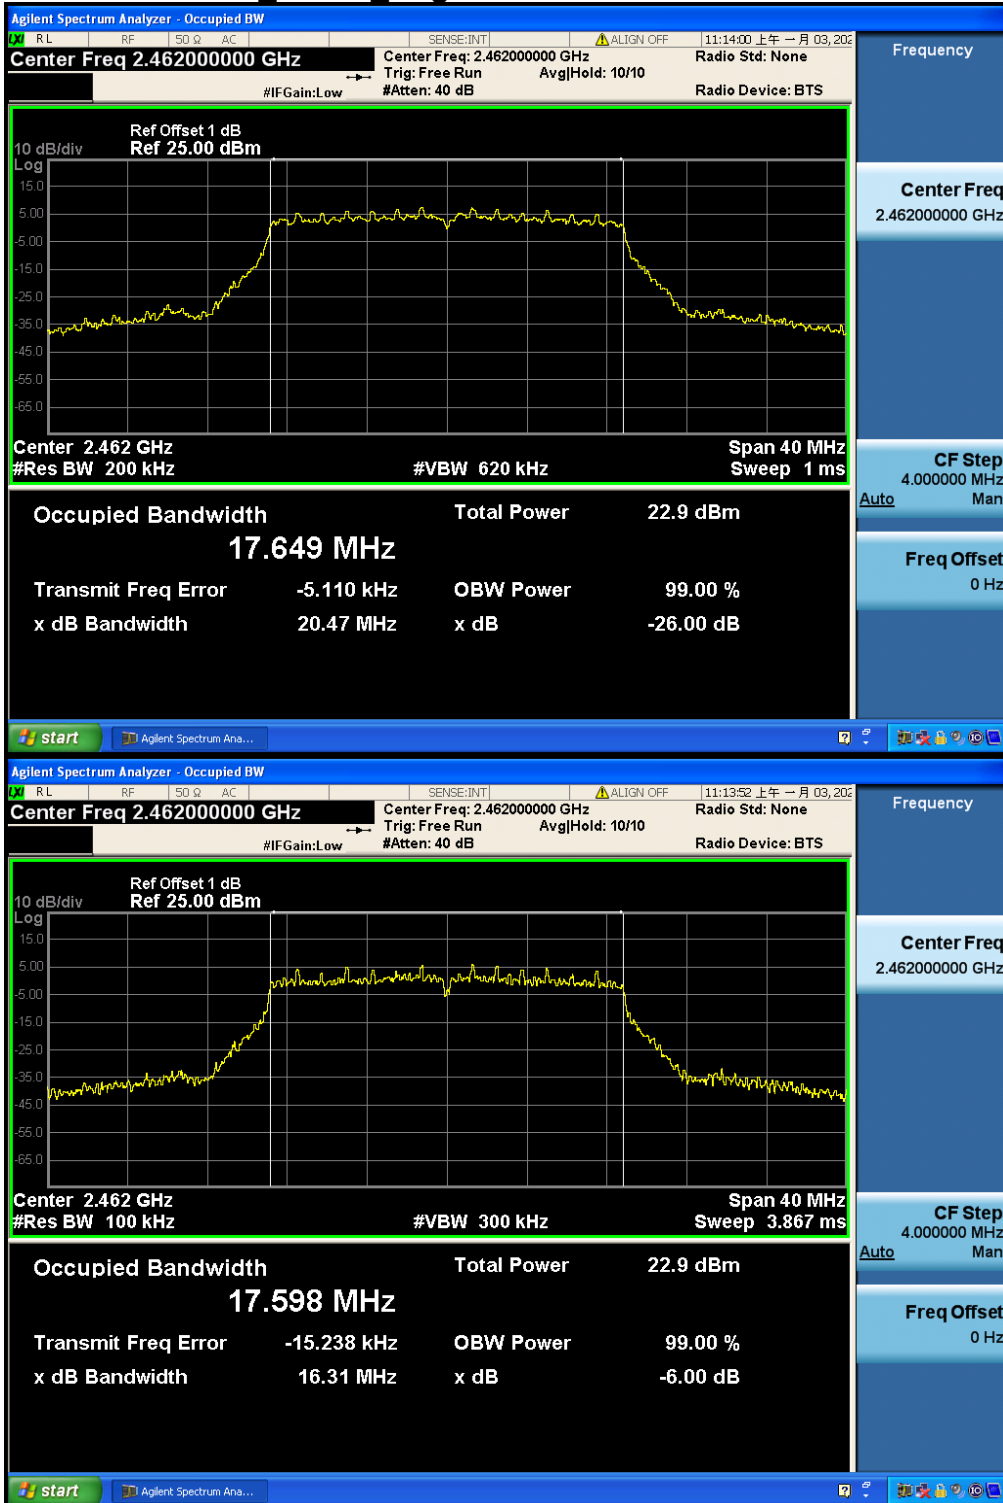 Agilent Spectrum Analyzer - Occupied BW
LXI RL RF 50 Ω AC SENSE:INT ALIGN OFF 11:14:00 上午 一月 03, 202
Center Freq 2.462000000 GHz
Center Freq: 2.462000000 GHz Radio Std: None
Trig: Free Run Avg|Hold: 10/10
#IFGain:Low #Atten: 40 dB Radio Device: BTS
Frequency
Ref Offset 1 dB
10 dB/div Ref 25.00 dBm
Log
15.0
5.00
-5.00
-15.0
-25.0
-35.0
-45.0
-55.0
-65.0
Center Freq
2.462000000 GHz
Center 2.462 GHz Span 40 MHz
#Res BW 200 kHz #VBW 620 kHz Sweep 1 ms
CF Step
4.000000 MHz
Auto Man
Occupied Bandwidth Total Power 22.9 dBm
17.649 MHz
Transmit Freq Error -5.110 kHz OBW Power 99.00 %
x dB Bandwidth 20.47 MHz x dB -26.00 dB
Freq Offset
0 Hz
start Agilent Spectrum Ana...
Agilent Spectrum Analyzer - Occupied BW
LXI RL RF 50 Ω AC SENSE:INT ALIGN OFF 11:13:52 上午 一月 03, 202
Center Freq 2.462000000 GHz
Center Freq: 2.462000000 GHz Radio Std: None
Trig: Free Run Avg|Hold: 10/10
#IFGain:Low #Atten: 40 dB Radio Device: BTS
Frequency
Ref Offset 1 dB
10 dB/div Ref 25.00 dBm
Log
15.0
5.00
-5.00
-15.0
-25.0
-35.0
-45.0
-55.0
-65.0
Center Freq
2.462000000 GHz
Center 2.462 GHz Span 40 MHz
#Res BW 100 kHz #VBW 300 kHz Sweep 3.867 ms
CF Step
4.000000 MHz
Auto Man
Occupied Bandwidth Total Power 22.9 dBm
17.598 MHz
Transmit Freq Error -15.238 kHz OBW Power 99.00 %
x dB Bandwidth 16.31 MHz x dB -6.00 dB
Freq Offset
0 Hz
start Agilent Spectrum Ana...